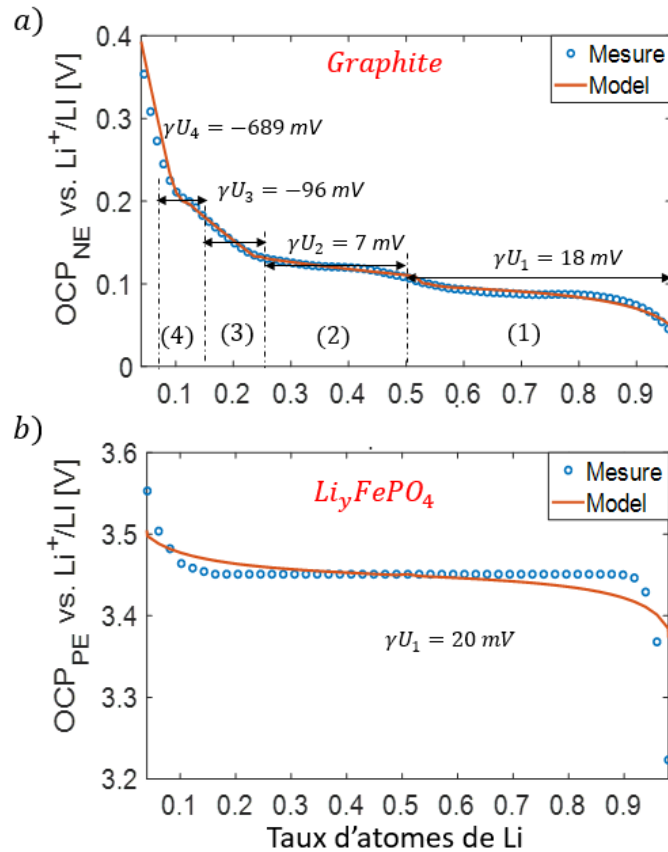 a)
0.4
0.3
0.2
0.1
0
OCP_NE vs. Li⁺/LI [V]
Graphite
Mesure
Model
γU₄ = −689 mV
γU₃ = −96 mV
γU₂ = 7 mV
γU₁ = 18 mV
(4) (3) (2) (1)
0.1 0.2 0.3 0.4 0.5 0.6 0.7 0.8 0.9
b)
3.6
3.5
3.4
3.3
3.2
OCP_PE vs. Li⁺/LI [V]
Li_yFePO₄
Mesure
Model
γU₁ = 20 mV
0.1 0.2 0.3 0.4 0.5 0.6 0.7 0.8 0.9
Taux d'atomes de Li